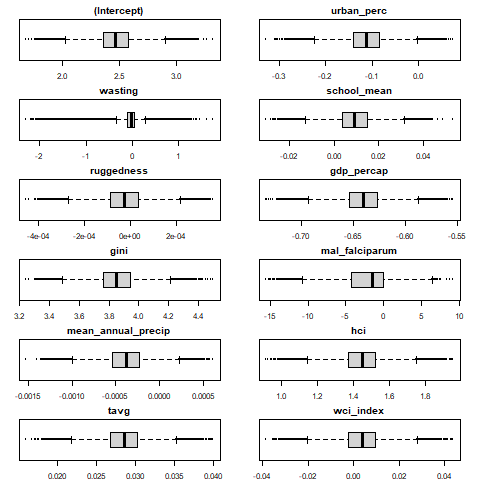 (Intercept)
2.0 2.5 3.0
urban_perc
-0.3 -0.2 -0.1 0.0
wasting
-2 -1 0 1
school_mean
-0.02 0.00 0.02 0.04
ruggedness
-4e-04 -2e-04 0e+00 2e-04
gdp_percap
-0.70 -0.65 -0.60 -0.55
gini
3.2 3.4 3.6 3.8 4.0 4.2 4.4
mal_falciparum
-15 -10 -5 0 5 10
mean_annual_precip
-0.0015 -0.0010 -0.0005 0.0000 0.0005
hci
1.0 1.2 1.4 1.6 1.8
tavg
0.020 0.025 0.030 0.035 0.040
wci_index
-0.04 -0.02 0.00 0.02 0.04